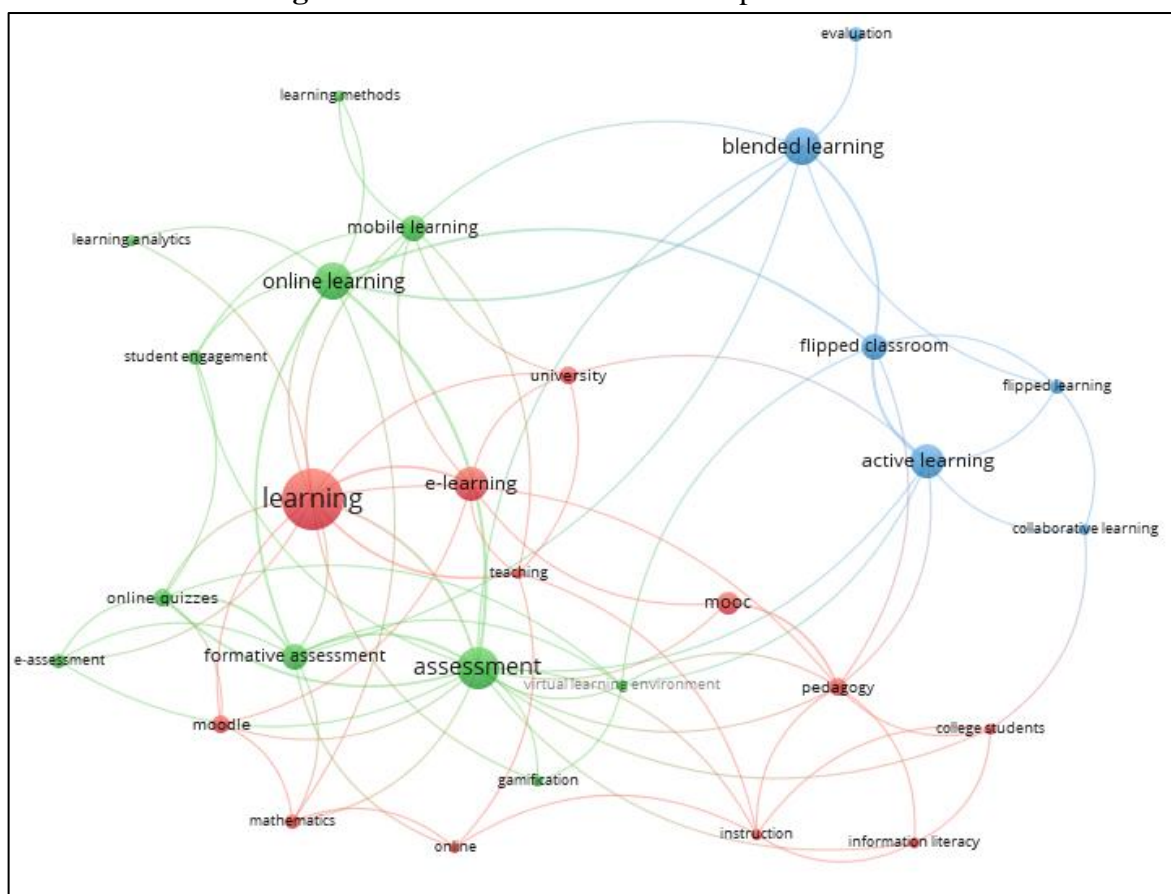 evaluation
learning methods
blended learning
mobile learning
learning analytics
online learning
flipped classroom
student engagement
university
flipped learning
active learning
e-learning
learning
collaborative learning
teaching
online quizzes
mooc
formative assessment
e-assessment
assessment
virtual learning environment
pedagogy
moodle
college students
gamification
mathematics
instruction
information literacy
online